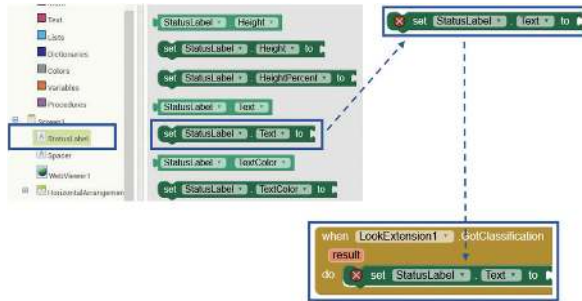 Text
Lists
Dictionaries
Colors
Variables
Procedures
Screen1
StatusLabel
Spacer
WebViewer1
HorizontalArrangemen
StatusLabel . Height
set StatusLabel . Height to
set StatusLabel . HeightPercent to
StatusLabel . Text
set StatusLabel . Text to
StatusLabel . TextColor
set StatusLabel . TextColor to
set StatusLabel . Text to
when LookExtension1 .GotClassification
result
do set StatusLabel . Text to